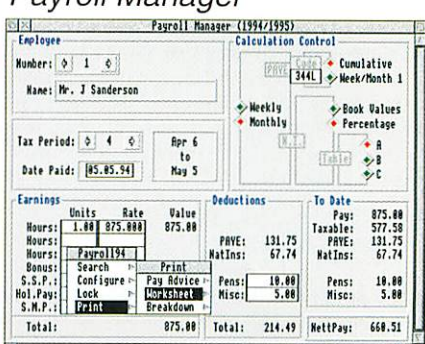 Payroll Manager
Payroll Manager (1994/1995)
Employee
Number: 1
Name: Mr. J Sanderson
Calculation Control
PAYE
Code
344L
Cumulative
Week/Month 1
Weekly
Monthly
Book Values
Percentage
N.I.
Table
A
B
C
Tax Period: 4
Date Paid: 05.05.94
Apr 6
to
May 5
Earnings
Units Rate Value
Hours: 1.00 875.000 875.00
Hours:
Hours:
Bonus:
S.S.P.:
Hol.Pay:
S.M.P.:
Total: 875.00
Payroll94
Search
Configure
Lock
Print
Print
Pay Advice
Worksheet
Breakdown
Deductions
PAYE: 131.75
NatIns: 67.74
Pens: 10.00
Misc: 5.00
Total: 214.49
To Date
Pay: 875.00
Taxable: 577.58
PAYE: 131.75
NatIns: 67.74
Pens: 10.00
Misc: 5.00
NettPay: 660.51